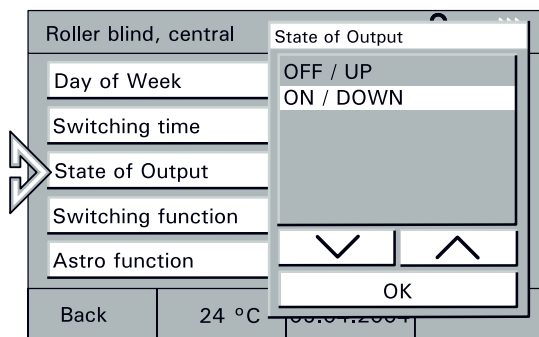 Roller blind, central
State of Output
Day of Week
OFF / UP
ON / DOWN
Switching time
State of Output
Switching function
Astro function
OK
Back
24 °C